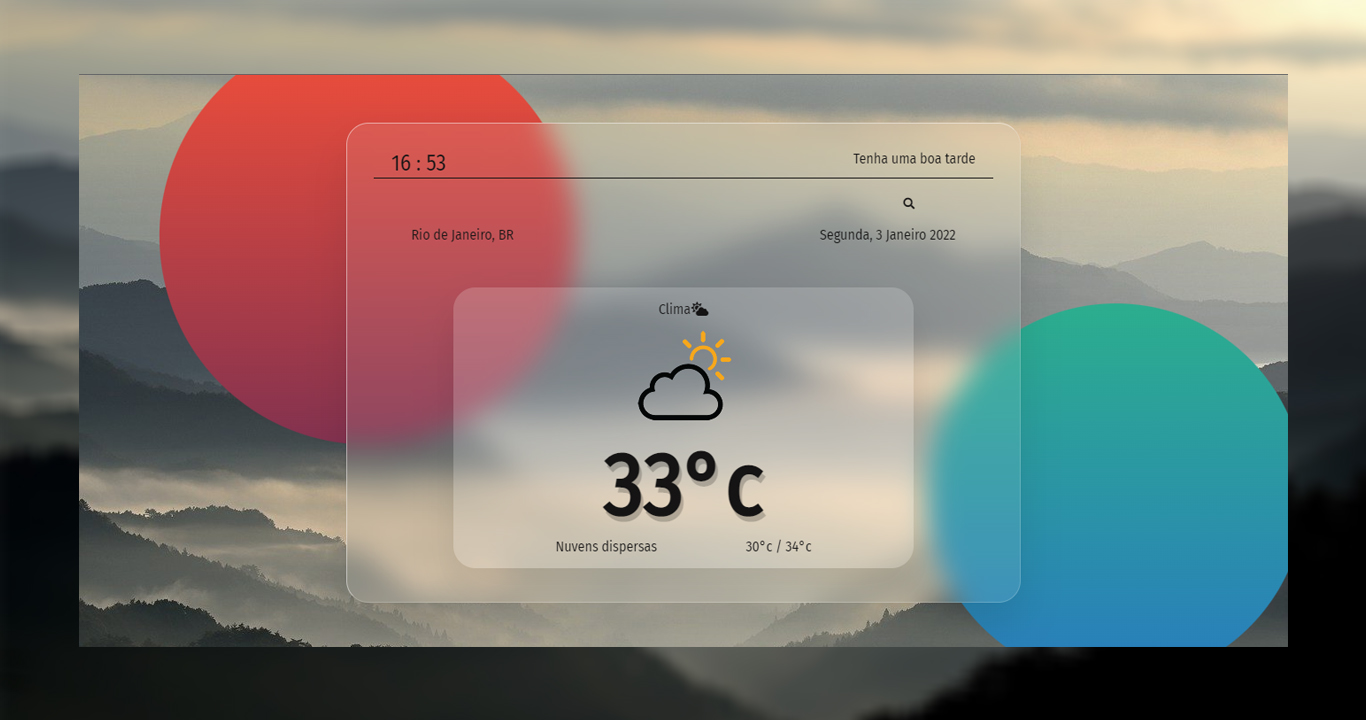 16 : 53
Tenha uma boa tarde
Rio de Janeiro, BR
Segunda, 3 Janeiro 2022
Clima
33°c
Nuvens dispersas
30°c / 34°c